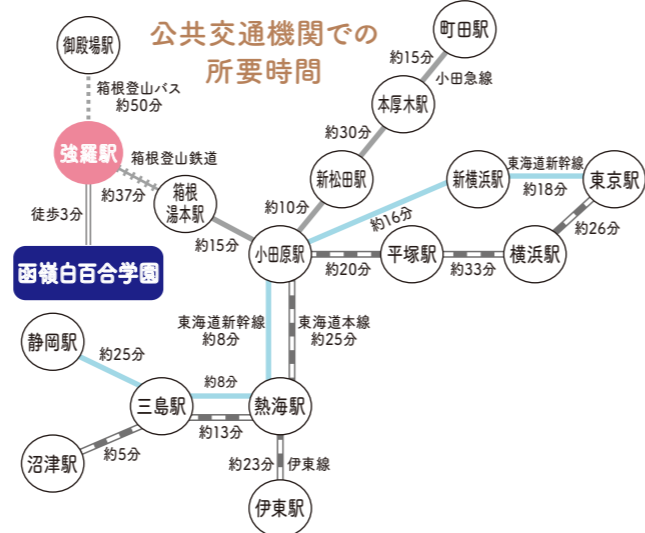 公共交通機関での
所要時間
御殿場駅
箱根登山バス
約50分
強羅駅
箱根登山鉄道
約37分
徒歩3分
函嶺白百合学園
箱根
湯本駅
約15分
町田駅
約15分
小田急線
本厚木駅
約30分
新松田駅
約10分
小田原駅
新横浜駅
約16分
東海道新幹線
約18分
東京駅
約26分
横浜駅
約33分
平塚駅
約20分
東海道新幹線
約8分
東海道本線
約25分
静岡駅
約25分
三島駅
約8分
約13分
熱海駅
沼津駅
約5分
約23分
伊東線
伊東駅